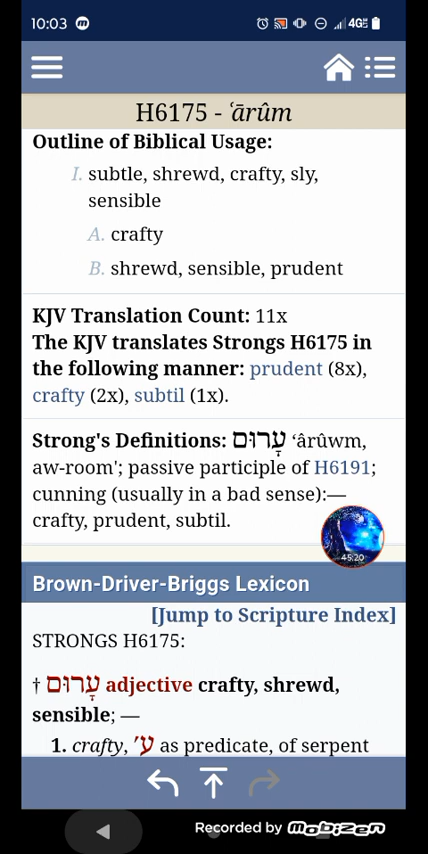 10:03
4G
H6175 - ʿārûm
Outline of Biblical Usage:
I. subtle, shrewd, crafty, sly,
sensible
A. crafty
B. shrewd, sensible, prudent
KJV Translation Count: 11x
The KJV translates Strongs H6175 in
the following manner: prudent (8x),
crafty (2x), subtil (1x).
Strong's Definitions: עָרוּם ʻârûwm,
aw-room'; passive participle of H6191;
cunning (usually in a bad sense):—
crafty, prudent, subtil.
45:20
Brown-Driver-Briggs Lexicon
[Jump to Scripture Index]
STRONGS H6175:
† עָרוּם adjective crafty, shrewd,
sensible; —
1. crafty, ע׳ as predicate, of serpent
Recorded by Mobizen